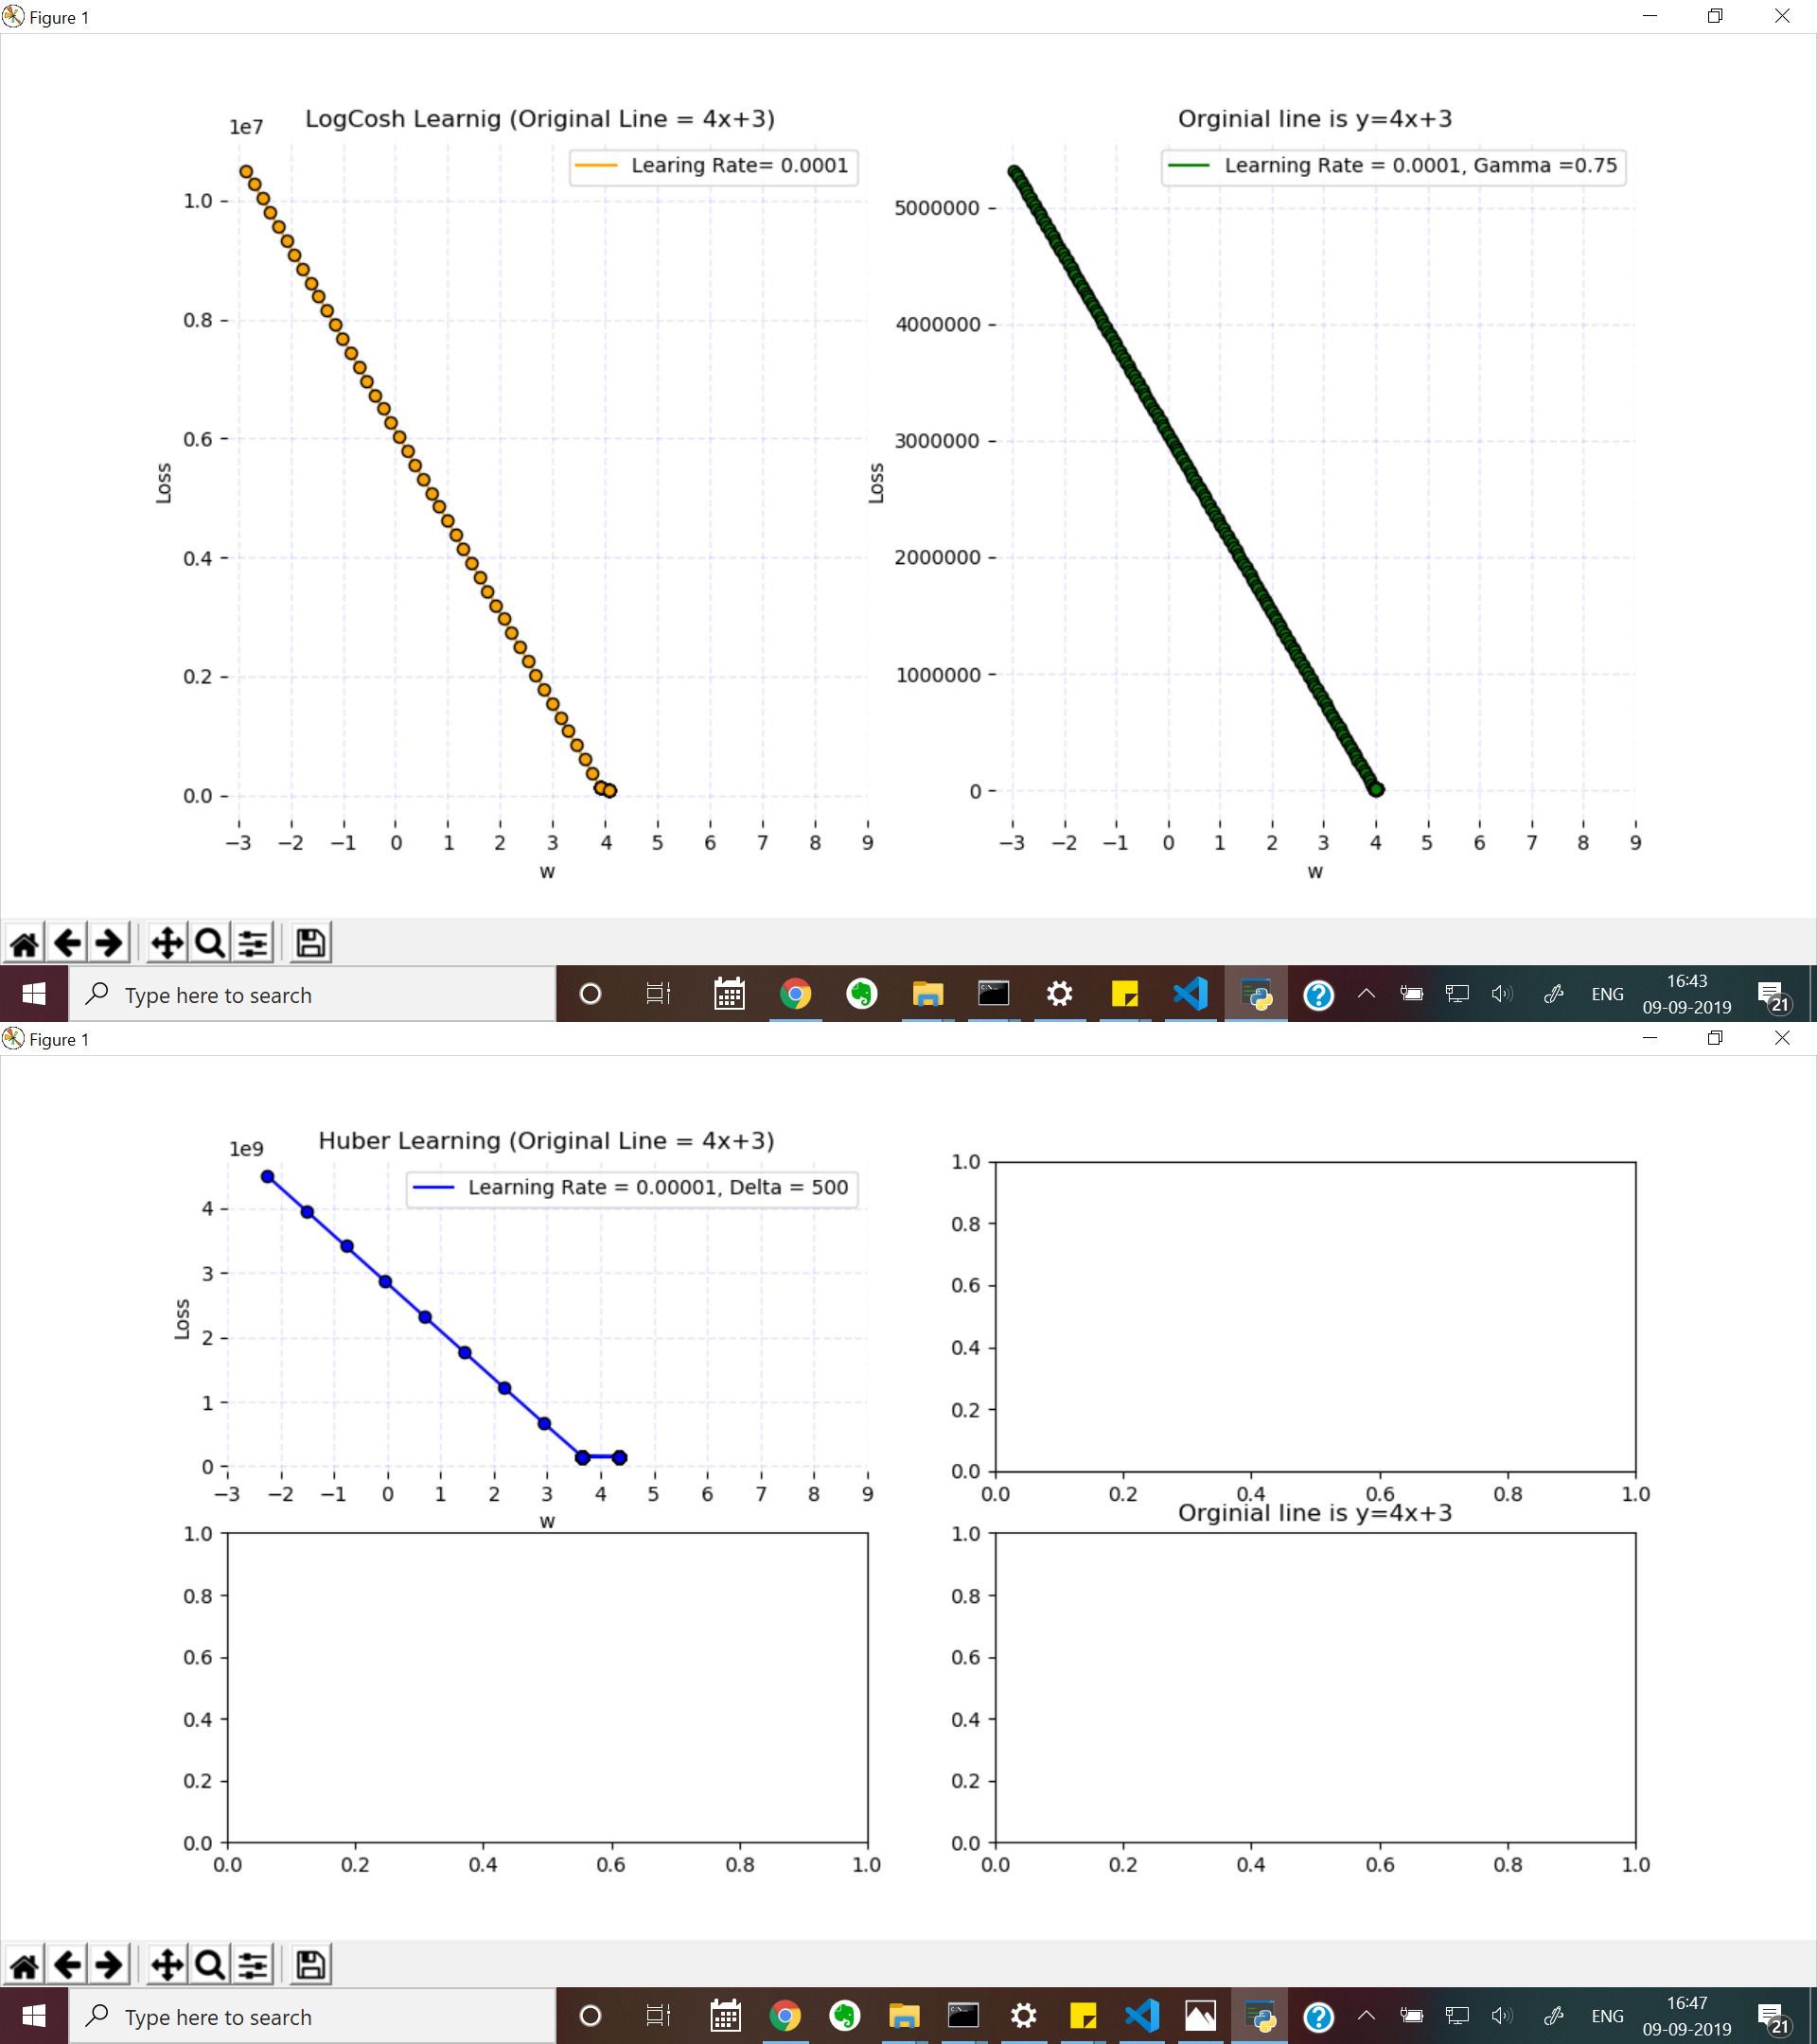 Figure 1
LogCosh Learnig (Original Line = 4x+3)
1e7
Learing Rate= 0.0001
1.0
0.8
0.6
0.4
0.2
0.0
Loss
−3 −2 −1 0 1 2 3 4 5 6 7 8 9
w
Orginial line is y=4x+3
Learning Rate = 0.0001, Gamma =0.75
5000000
4000000
3000000
2000000
1000000
0
Loss
−3 −2 −1 0 1 2 3 4 5 6 7 8 9
w
Type here to search
ENG
16:43
09-09-2019
21
Figure 1
Huber Learning (Original Line = 4x+3)
1e9
Learning Rate = 0.00001, Delta = 500
4
3
2
1
0
Loss
−3 −2 −1 0 1 2 3 4 5 6 7 8 9
w
1.0
0.8
0.6
0.4
0.2
0.0
0.0 0.2 0.4 0.6 0.8 1.0
1.0
0.8
0.6
0.4
0.2
0.0
0.0 0.2 0.4 0.6 0.8 1.0
Orginial line is y=4x+3
1.0
0.8
0.6
0.4
0.2
0.0
0.0 0.2 0.4 0.6 0.8 1.0
Type here to search
ENG
16:47
09-09-2019
21